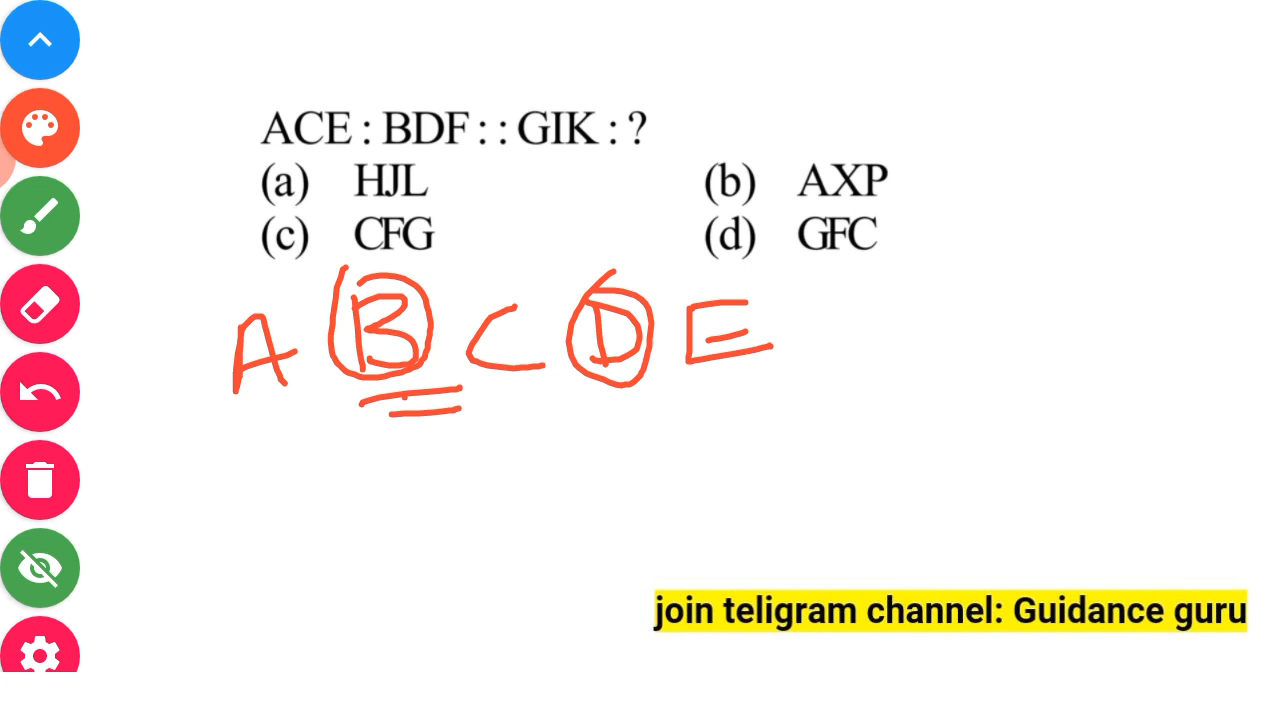 ACE : BDF : : GIK : ?
(a) HJL (b) AXP
(c) CFG (d) GFC
A B C D E
join teligram channel: Guidance guru